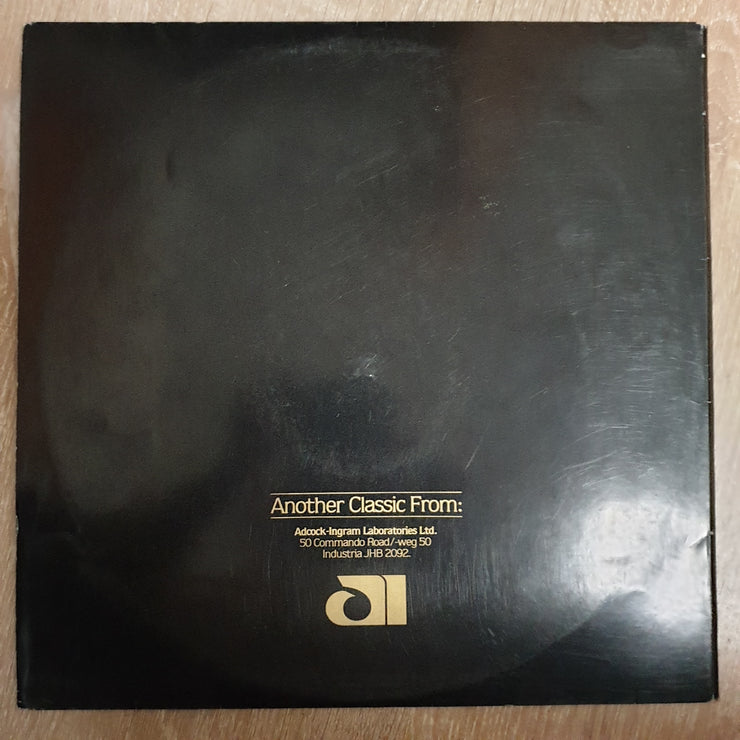 Another Classic From:
Adcock-Ingram Laboratories Ltd.
50 Commando Road/-weg 50
Industria JHB 2092.
aI